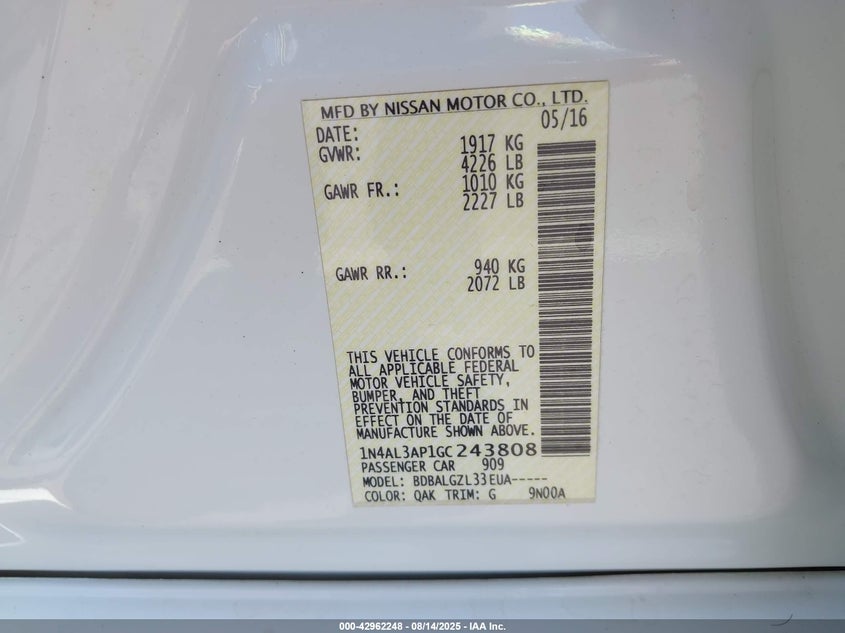 MFD BY NISSAN MOTOR CO., LTD.
DATE: 05/16
GVWR: 1917 KG
4226 LB
GAWR FR.: 1010 KG
2227 LB
GAWR RR.: 940 KG
2072 LB
THIS VEHICLE CONFORMS TO
ALL APPLICABLE FEDERAL
MOTOR VEHICLE SAFETY,
BUMPER, AND THEFT
PREVENTION STANDARDS IN
EFFECT ON THE DATE OF
MANUFACTURE SHOWN ABOVE.
1N4AL3AP1GC243808
PASSENGER CAR 909
MODEL: BDBALGZL33EUA-----
COLOR: QAK TRIM: G 9N00A
000-42962248 - 08/14/2025 - IAA Inc.